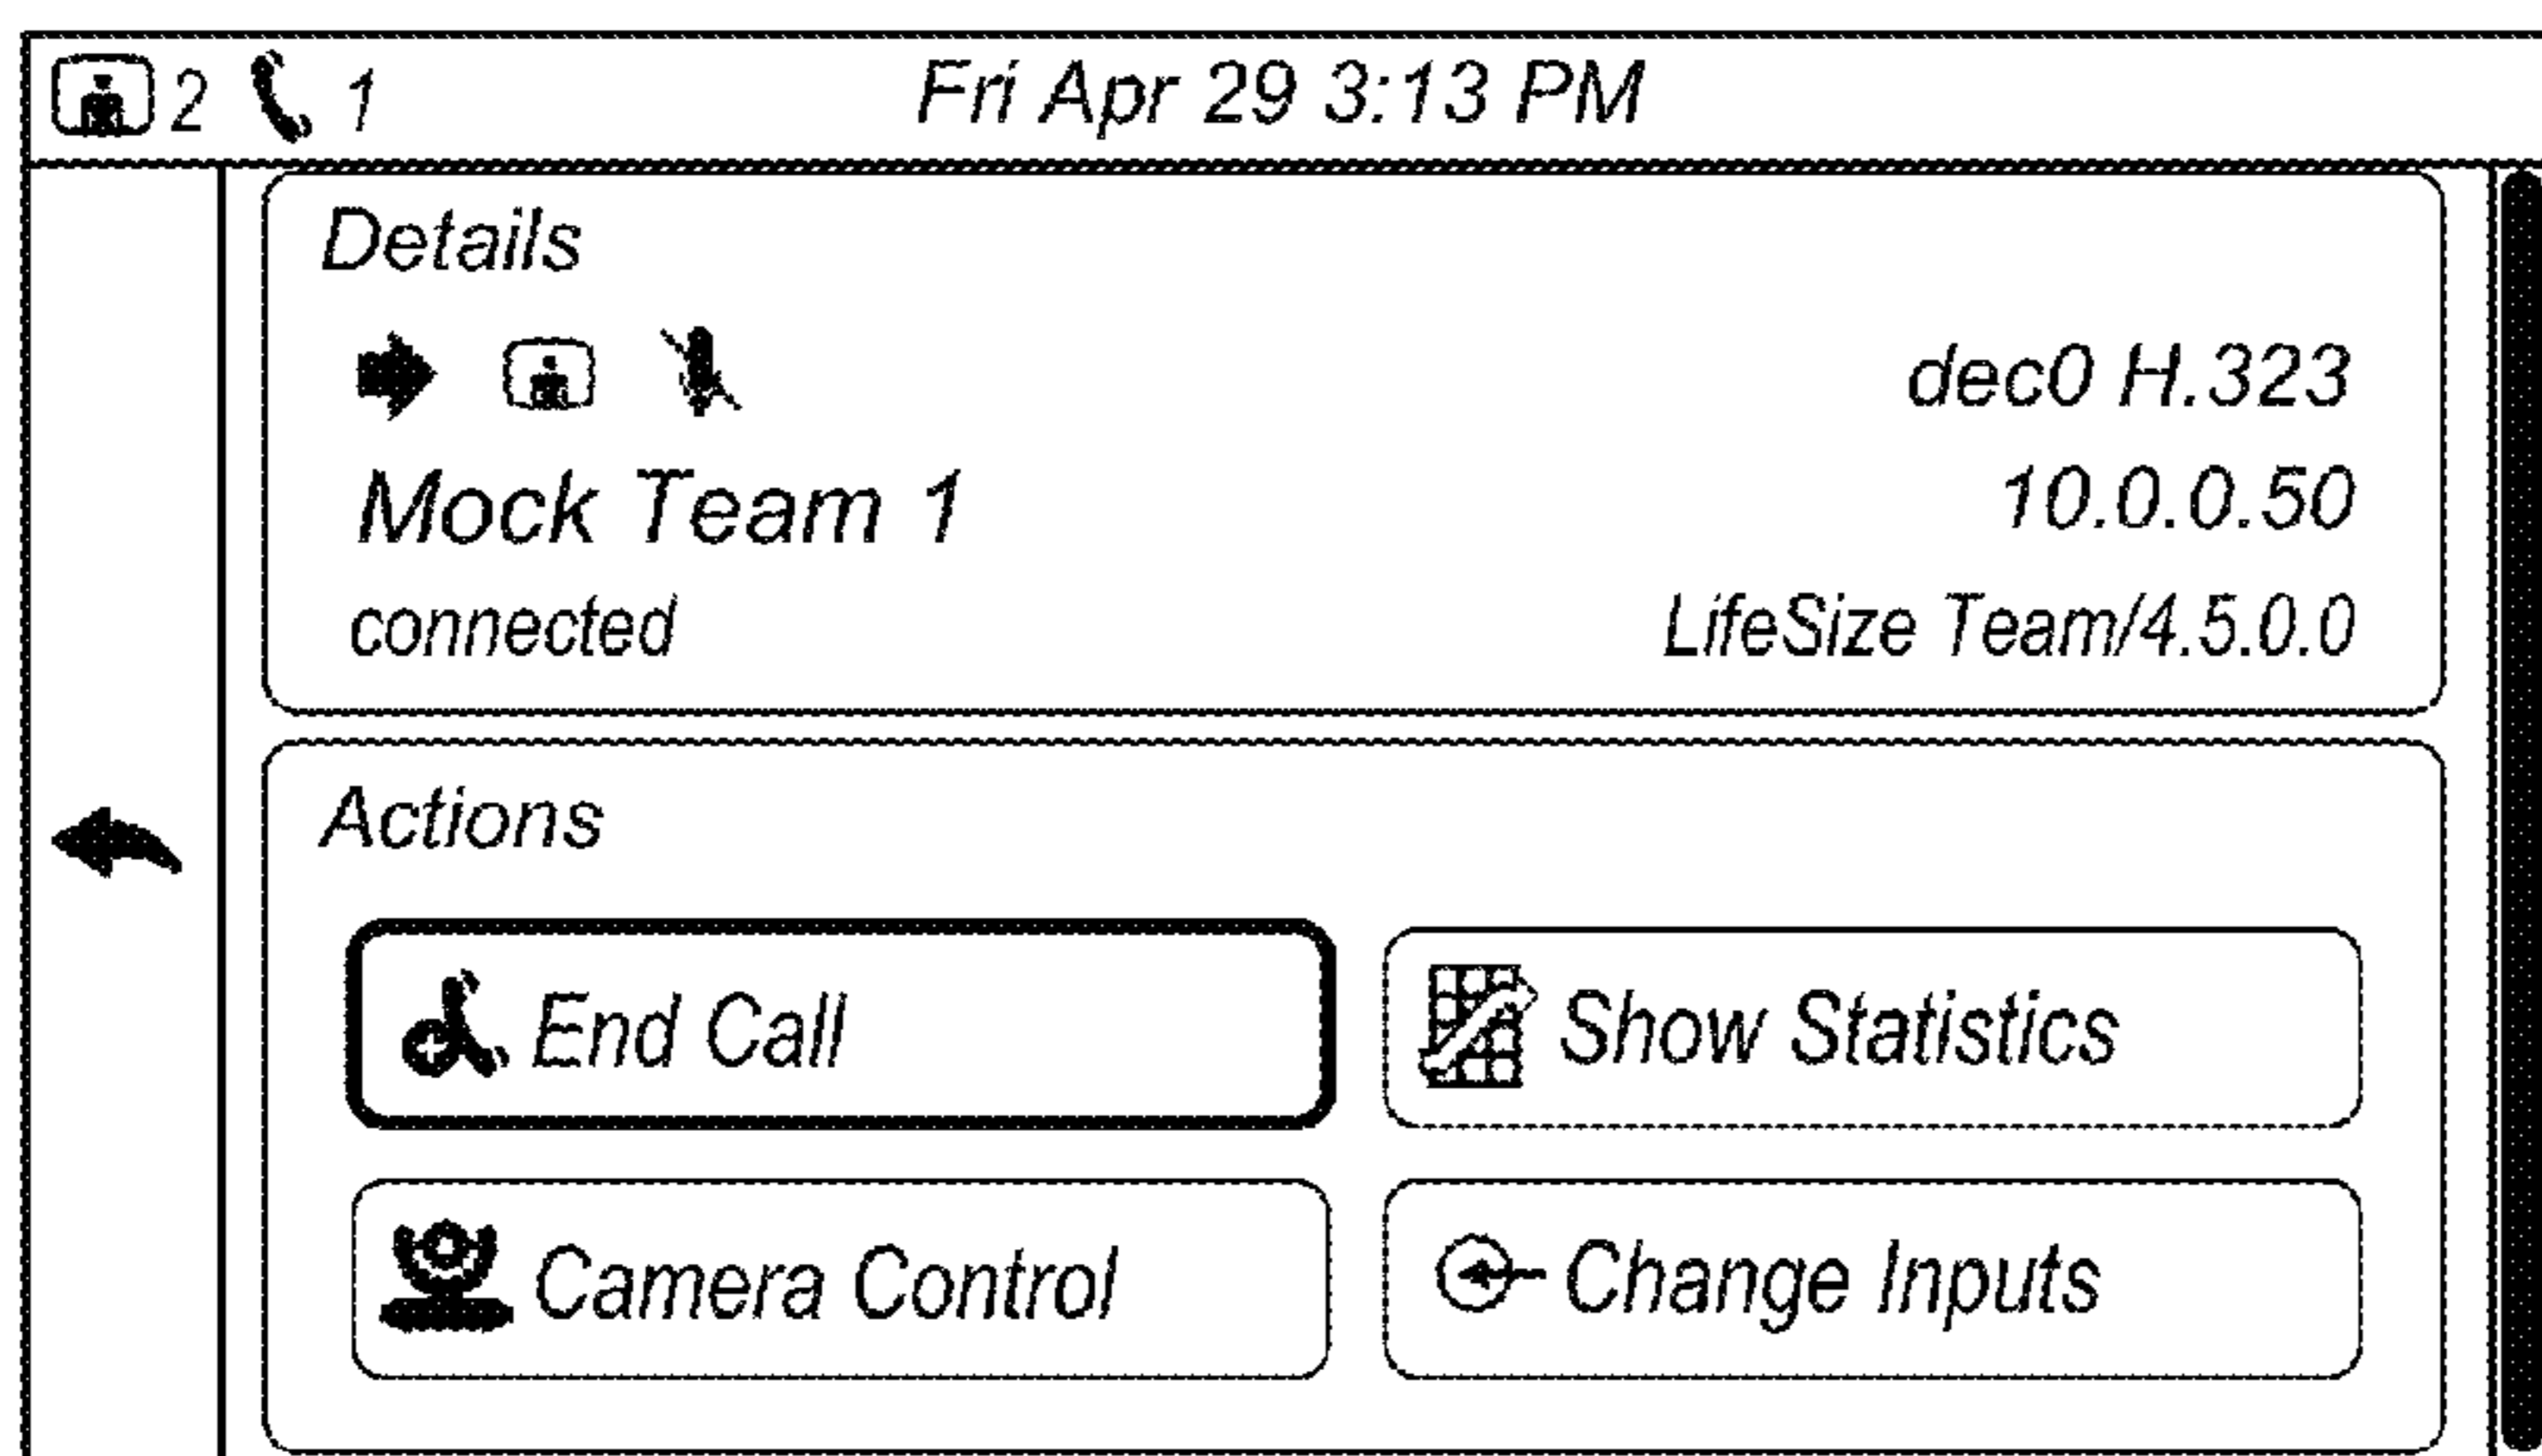 2 1 Fri Apr 29 3:13 PM
Details
dec0 H.323
Mock Team 1 10.0.0.50
connected LifeSize Team/4.5.0.0
Actions
End Call Show Statistics
Camera Control Change Inputs